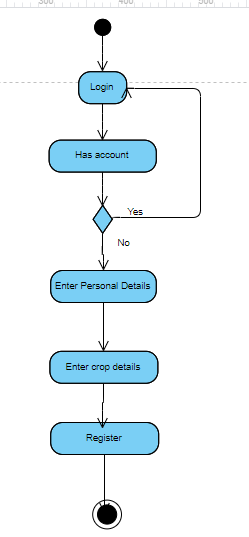 300
400
500
Login
Has account
Yes
No
Enter Personal Details
Enter crop details
Register